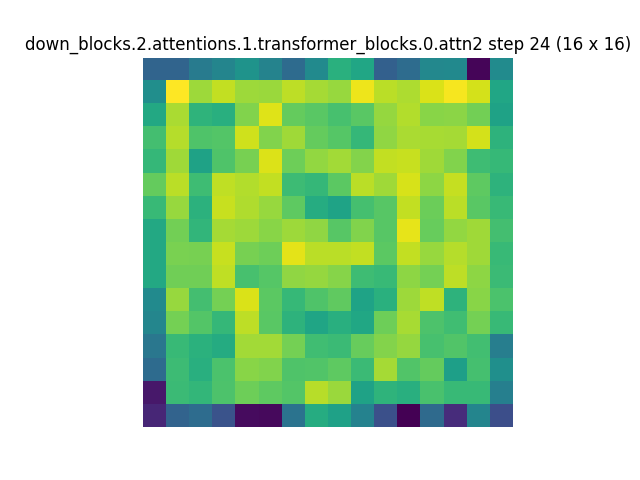 down_blocks.2.attentions.1.transformer_blocks.0.attn2 step 24 (16 x 16)